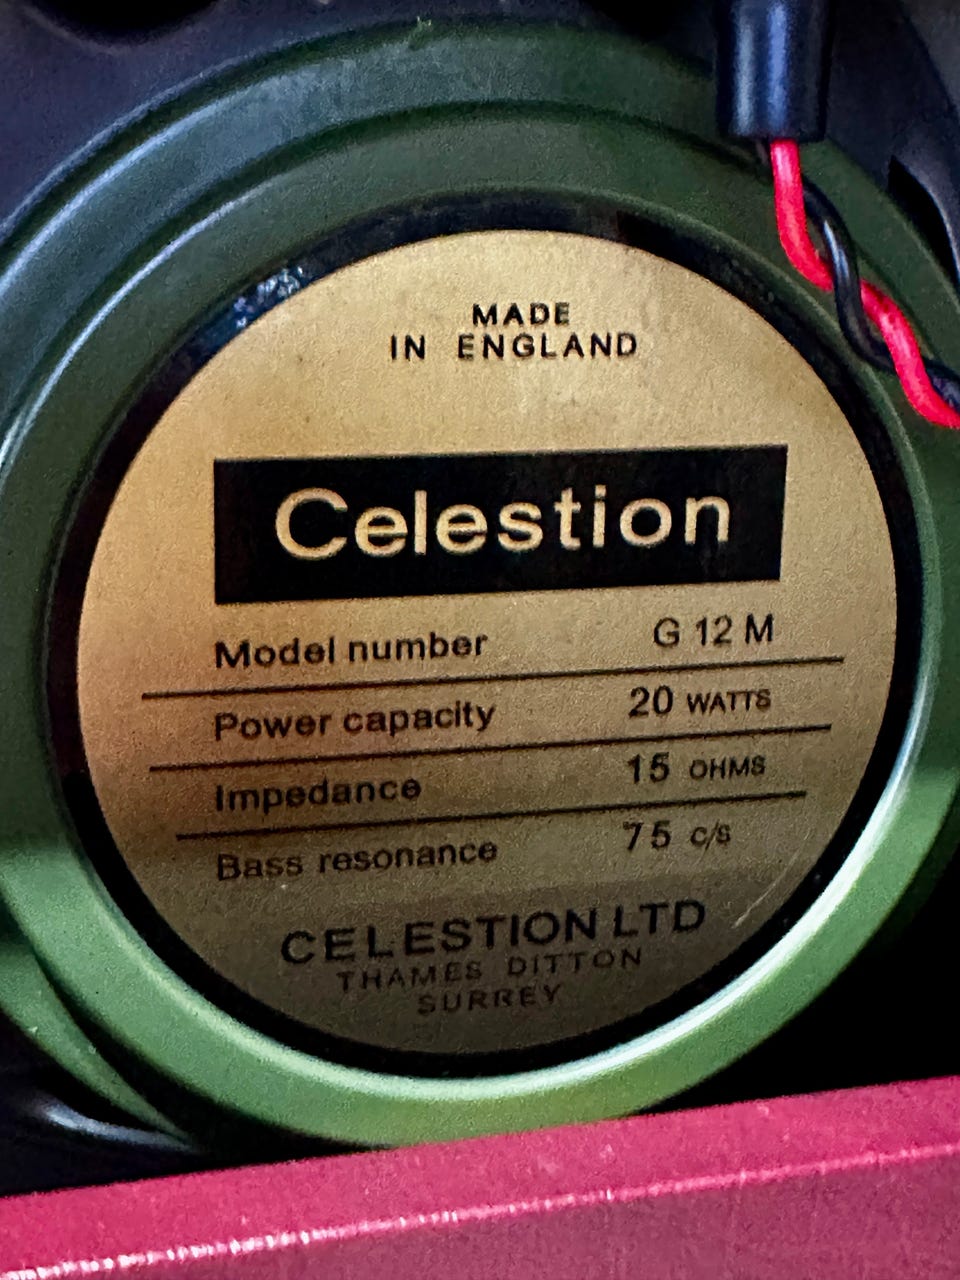 MADE
IN ENGLAND
Celestion
Model number G 12 M
Power capacity 20 WATTS
Impedance 15 OHMS
Bass resonance 75 c/s
CELESTION LTD
THAMES DITTON
SURREY